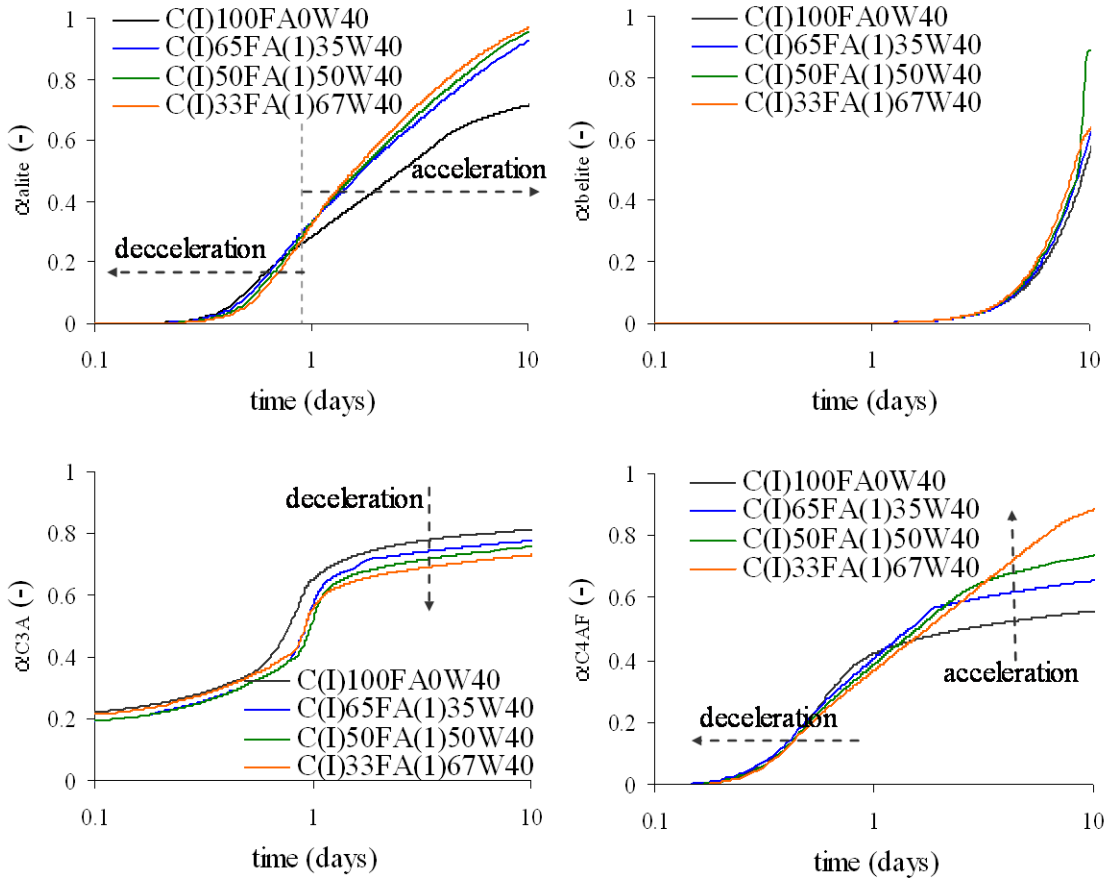 C(I)100FA0W40
C(I)65FA(1)35W40
C(I)50FA(1)50W40
C(I)33FA(1)67W40
acceleration
decceleration
αalite (-)
1
0.8
0.6
0.4
0.2
0
0.1
1
10
time (days)
C(I)100FA0W40
C(I)65FA(1)35W40
C(I)50FA(1)50W40
C(I)33FA(1)67W40
αbelite (-)
1
0.8
0.6
0.4
0.2
0
0.1
1
10
time (days)
deceleration
C(I)100FA0W40
C(I)65FA(1)35W40
C(I)50FA(1)50W40
C(I)33FA(1)67W40
αC3A (-)
1
0.8
0.6
0.4
0.2
0
0.1
1
10
time (days)
C(I)100FA0W40
C(I)65FA(1)35W40
C(I)50FA(1)50W40
C(I)33FA(1)67W40
acceleration
deceleration
αC4AF (-)
1
0.8
0.6
0.4
0.2
0
0.1
1
10
time (days)